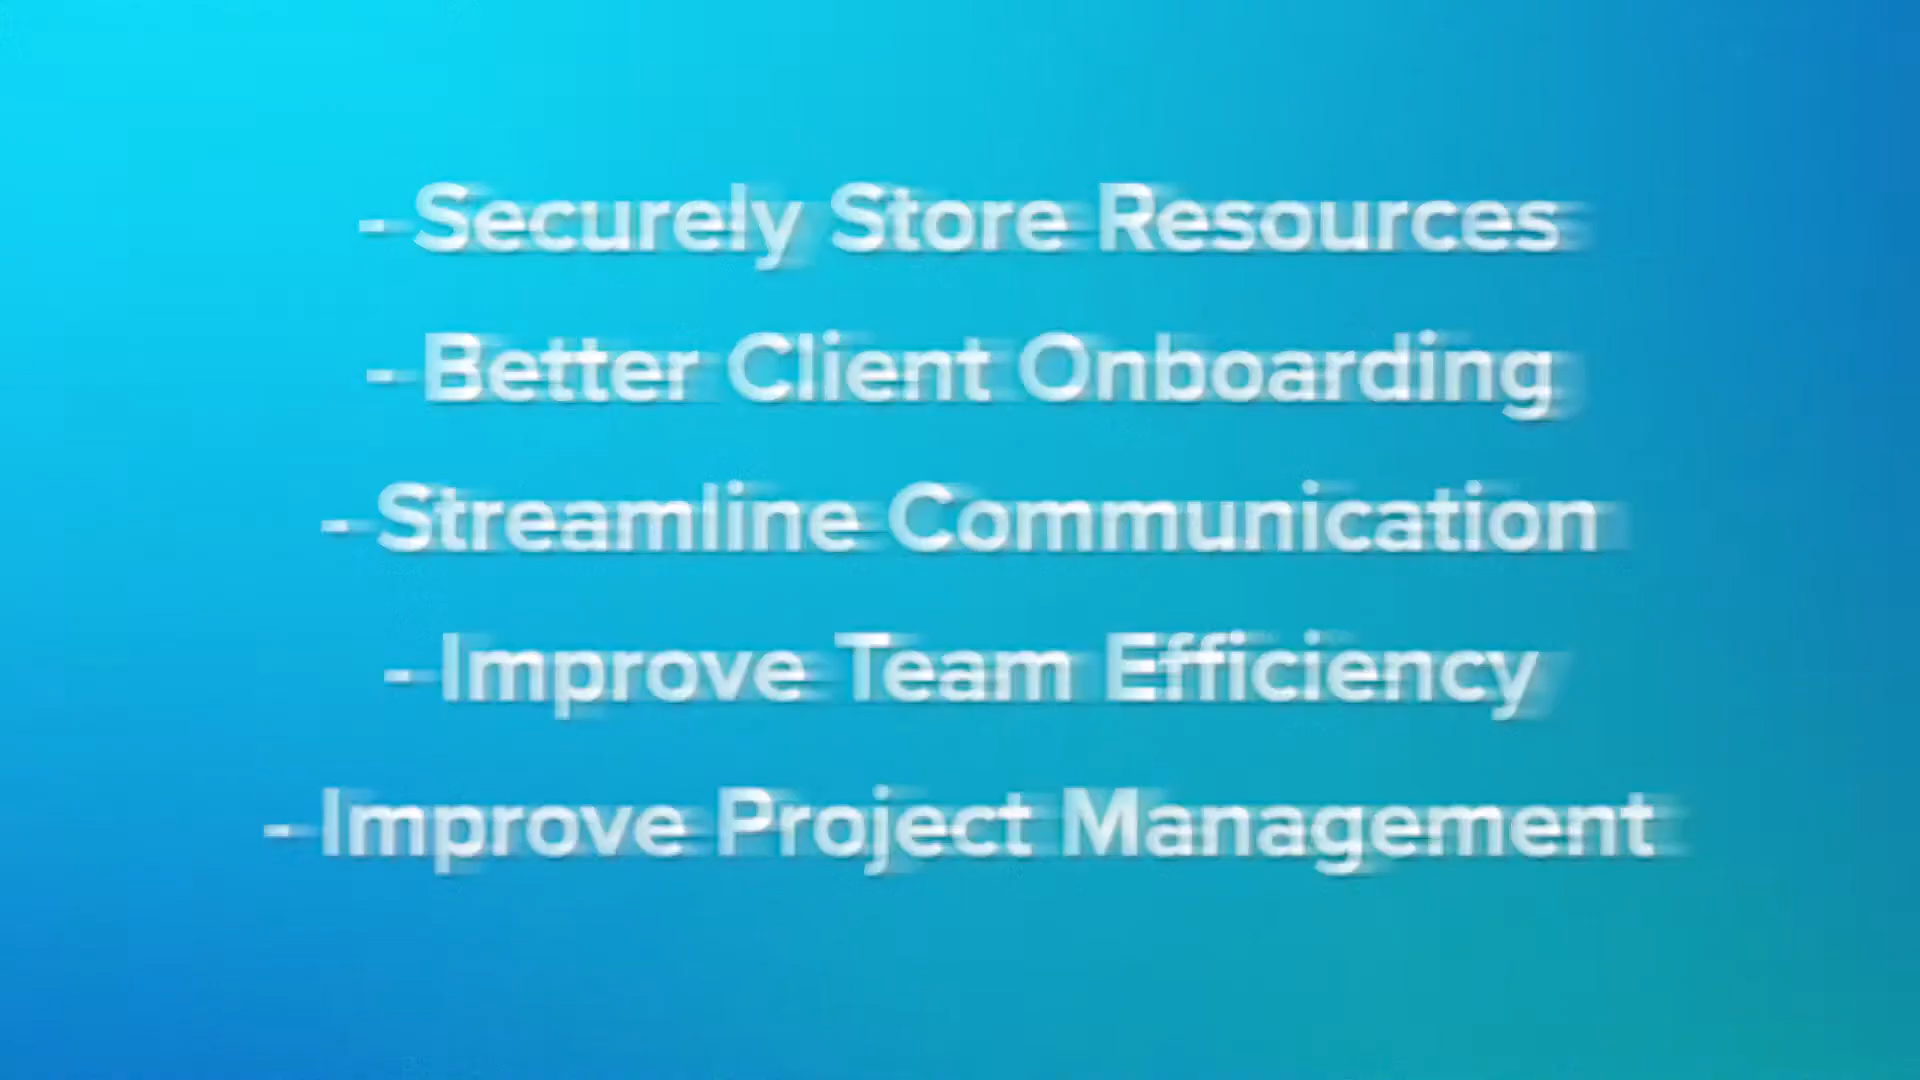 - Securely Store Resources
- Better Client Onboarding
- Streamline Communication
- Improve Team Efficiency
- Improve Project Management